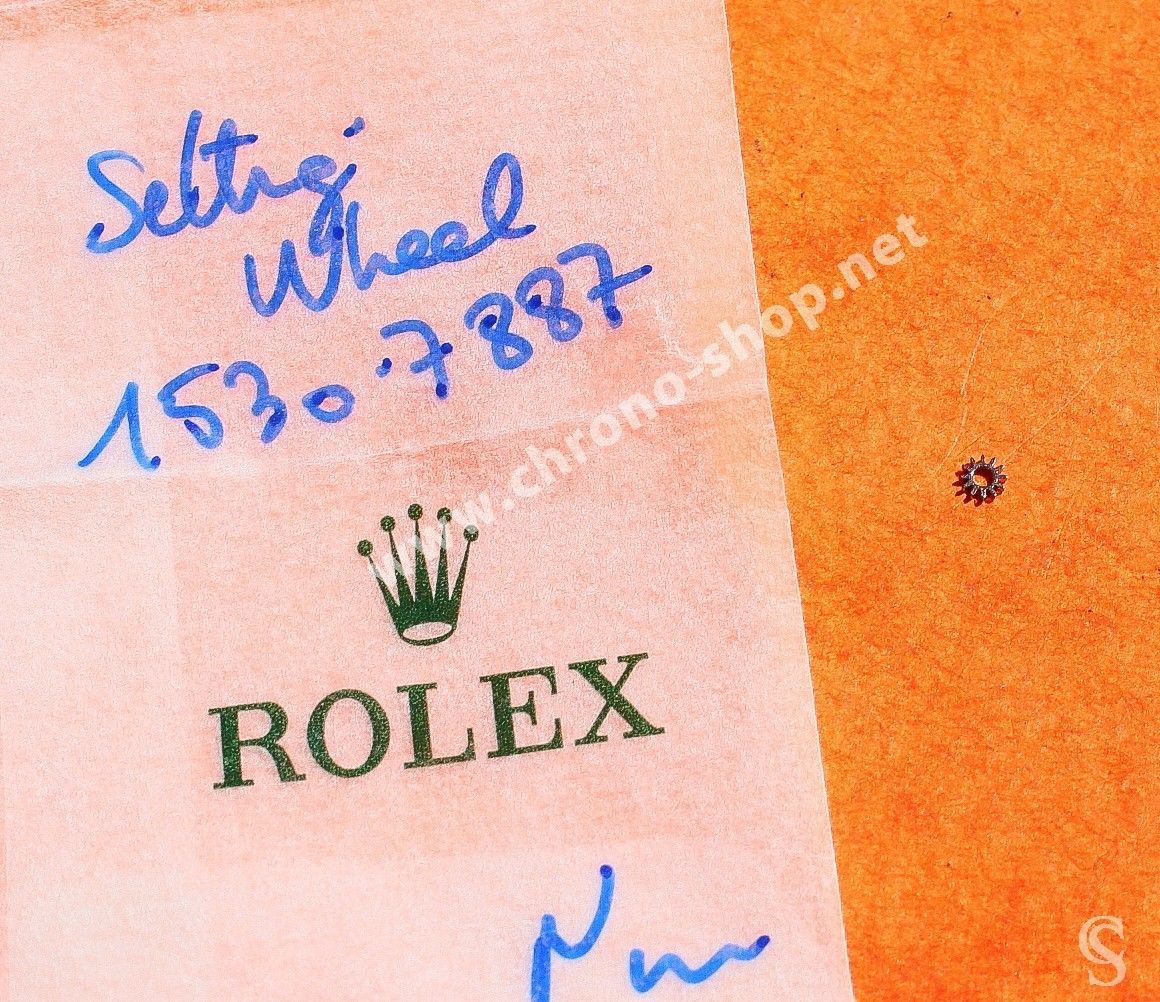 Setting
Wheel
1530.7887
ROLEX
www.chrono-shop.net